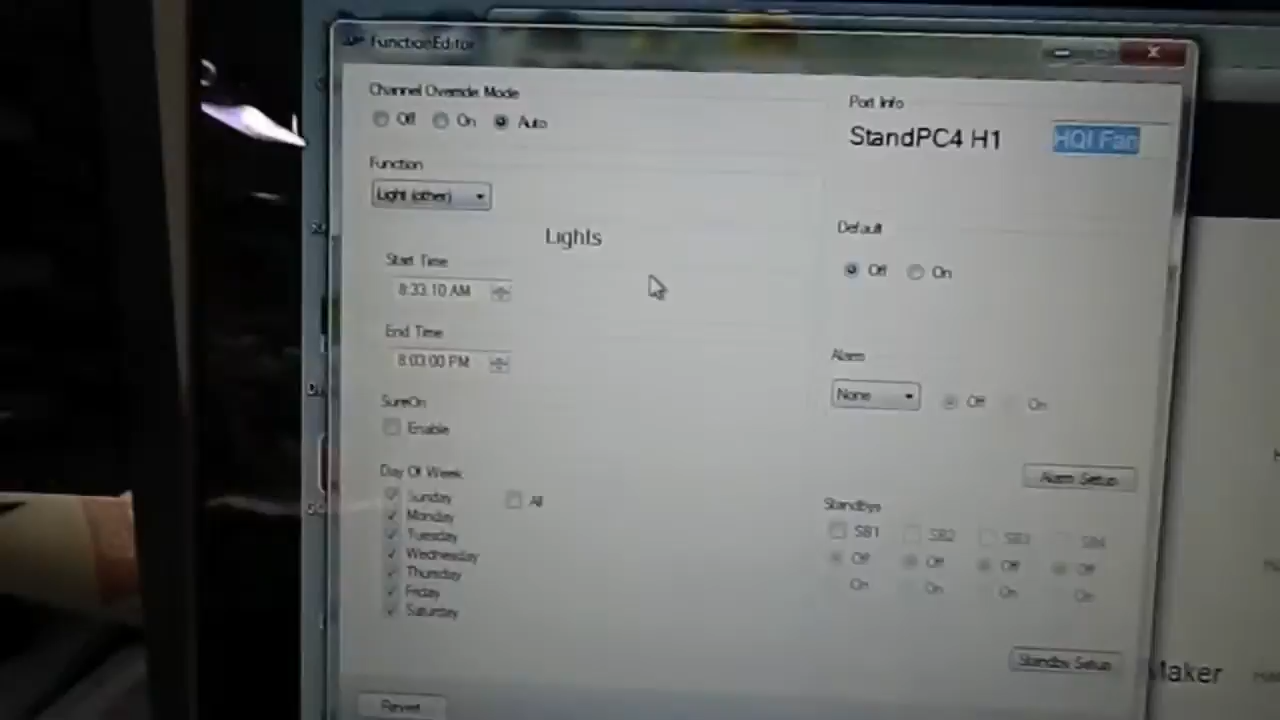 FunctionEditor
Channel Override Mode
Off On Auto
Function
Light (other)
Lights
Start Time
8:33:10 AM
End Time
8:03:00 PM
SureOn
Enable
Day Of Week
Sunday
All
Monday
Tuesday
Wednesday
Thursday
Friday
Saturday
Revert
Port Info
StandPC4 H1 HQI Fan
Default
Off On
Alarm
None Off On
Alarm Setup
Standbys
SB1 SB2 SB3 SB4
Off Off Off Off
On On On On
Standby Setup
Maker